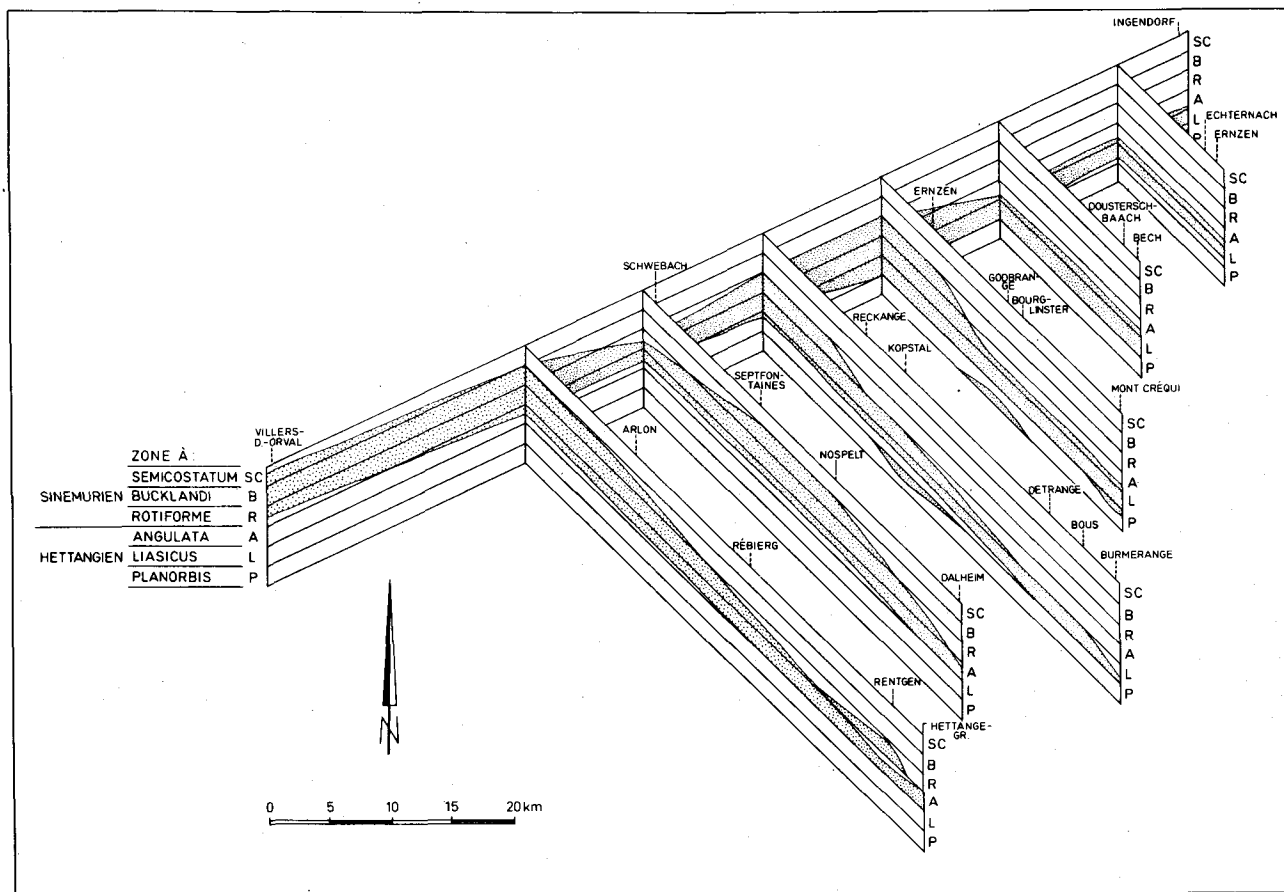 INGENDORF
SC
B
R
A
L
P
ECHTERNACH
ERNZEN
SC
B
R
A
L
P
ERNZEN
DOUSTERSCH-
BAACH
BECH
SC
B
R
A
L
P
GODBRAN-
GE
BOURG-
LINSTER
MONT CRÉQUI
SC
B
R
A
L
P
SCHWEBACH
RECKANGE
KOPSTAL
DETRANGE
BOUS
BURMERANGE
SC
B
R
A
L
P
SEPTFON-
TAINES
NOSPELT
DALHEIM
SC
B
R
A
L
P
ARLON
RÉBIERG
RENTGEN
HETTANGE-
GR.
SC
B
R
A
L
P
VILLERS-
D.-ORVAL
ZONE À :
SEMICOSTATUM SC
SINEMURIEN BUCKLANDI B
ROTIFORME R
ANGULATA A
HETTANGIEN LIASICUS L
PLANORBIS P
N
0 5 10 15 20 km